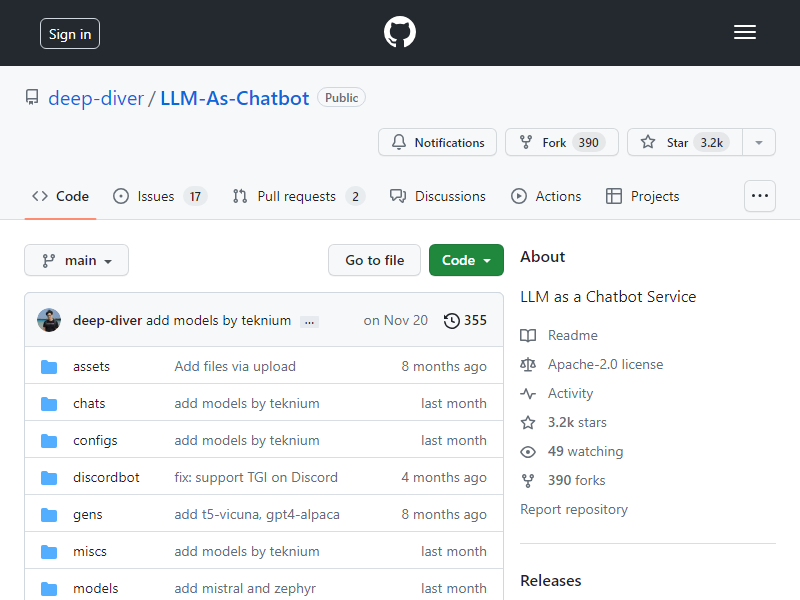 Sign in
deep-diver / LLM-As-Chatbot Public
Notifications Fork 390 Star 3.2k
Code Issues 17 Pull requests 2 Discussions Actions Projects ...
main Go to file Code
deep-diver add models by teknium ... on Nov 20 355
assets Add files via upload 8 months ago
chats add models by teknium last month
configs add models by teknium last month
discordbot fix: support TGI on Discord 4 months ago
gens add t5-vicuna, gpt4-alpaca 8 months ago
miscs add models by teknium last month
models add mistral and zephyr last month
About
LLM as a Chatbot Service
Readme
Apache-2.0 license
Activity
3.2k stars
49 watching
390 forks
Report repository
Releases